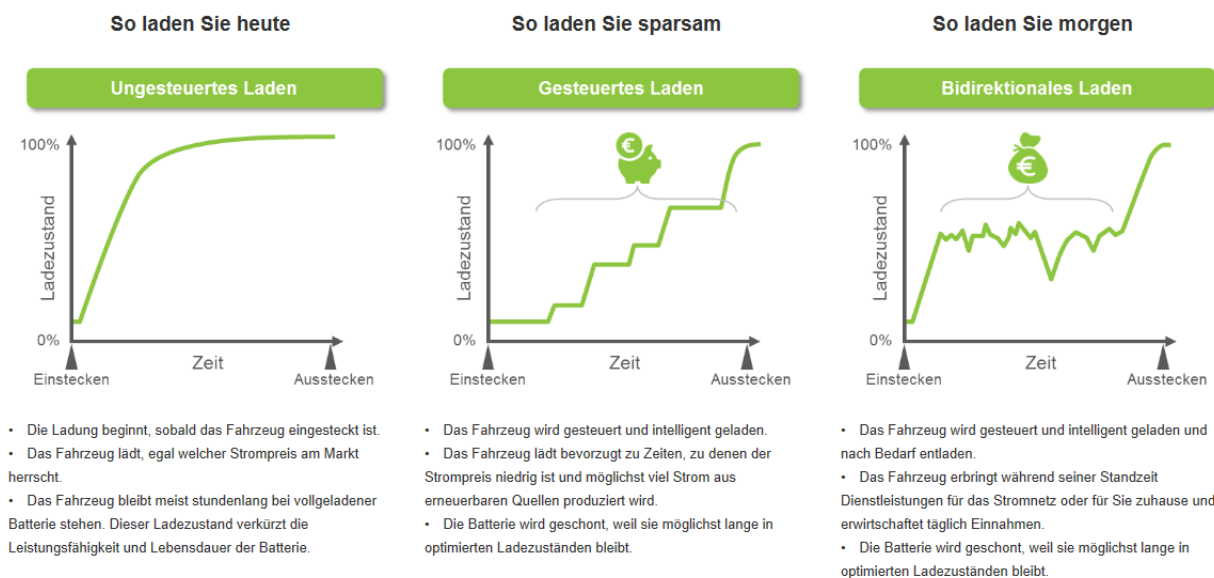 So laden Sie heute
Ungesteuertes Laden
100%
Ladezustand
0%
Zeit
Einstecken
Ausstecken
• Die Ladung beginnt, sobald das Fahrzeug eingesteckt ist.
• Das Fahrzeug lädt, egal welcher Strompreis am Markt
herrscht.
• Das Fahrzeug bleibt meist stundenlang bei vollgeladener
Batterie stehen. Dieser Ladezustand verkürzt die
Leistungsfähigkeit und Lebensdauer der Batterie.
So laden Sie sparsam
Gesteuertes Laden
100%
€
Ladezustand
0%
Zeit
Einstecken
Ausstecken
• Das Fahrzeug wird gesteuert und intelligent geladen.
• Das Fahrzeug lädt bevorzugt zu Zeiten, zu denen der
Strompreis niedrig ist und möglichst viel Strom aus
erneuerbaren Quellen produziert wird.
• Die Batterie wird geschont, weil sie möglichst lange in
optimierten Ladezuständen bleibt.
So laden Sie morgen
Bidirektionales Laden
100%
€
Ladezustand
0%
Zeit
Einstecken
Ausstecken
• Das Fahrzeug wird gesteuert und intelligent geladen und
nach Bedarf entladen.
• Das Fahrzeug erbringt während seiner Standzeit
Dienstleistungen für das Stromnetz oder für Sie zuhause und
erwirtschaftet täglich Einnahmen.
• Die Batterie wird geschont, weil sie möglichst lange in
optimierten Ladezuständen bleibt.